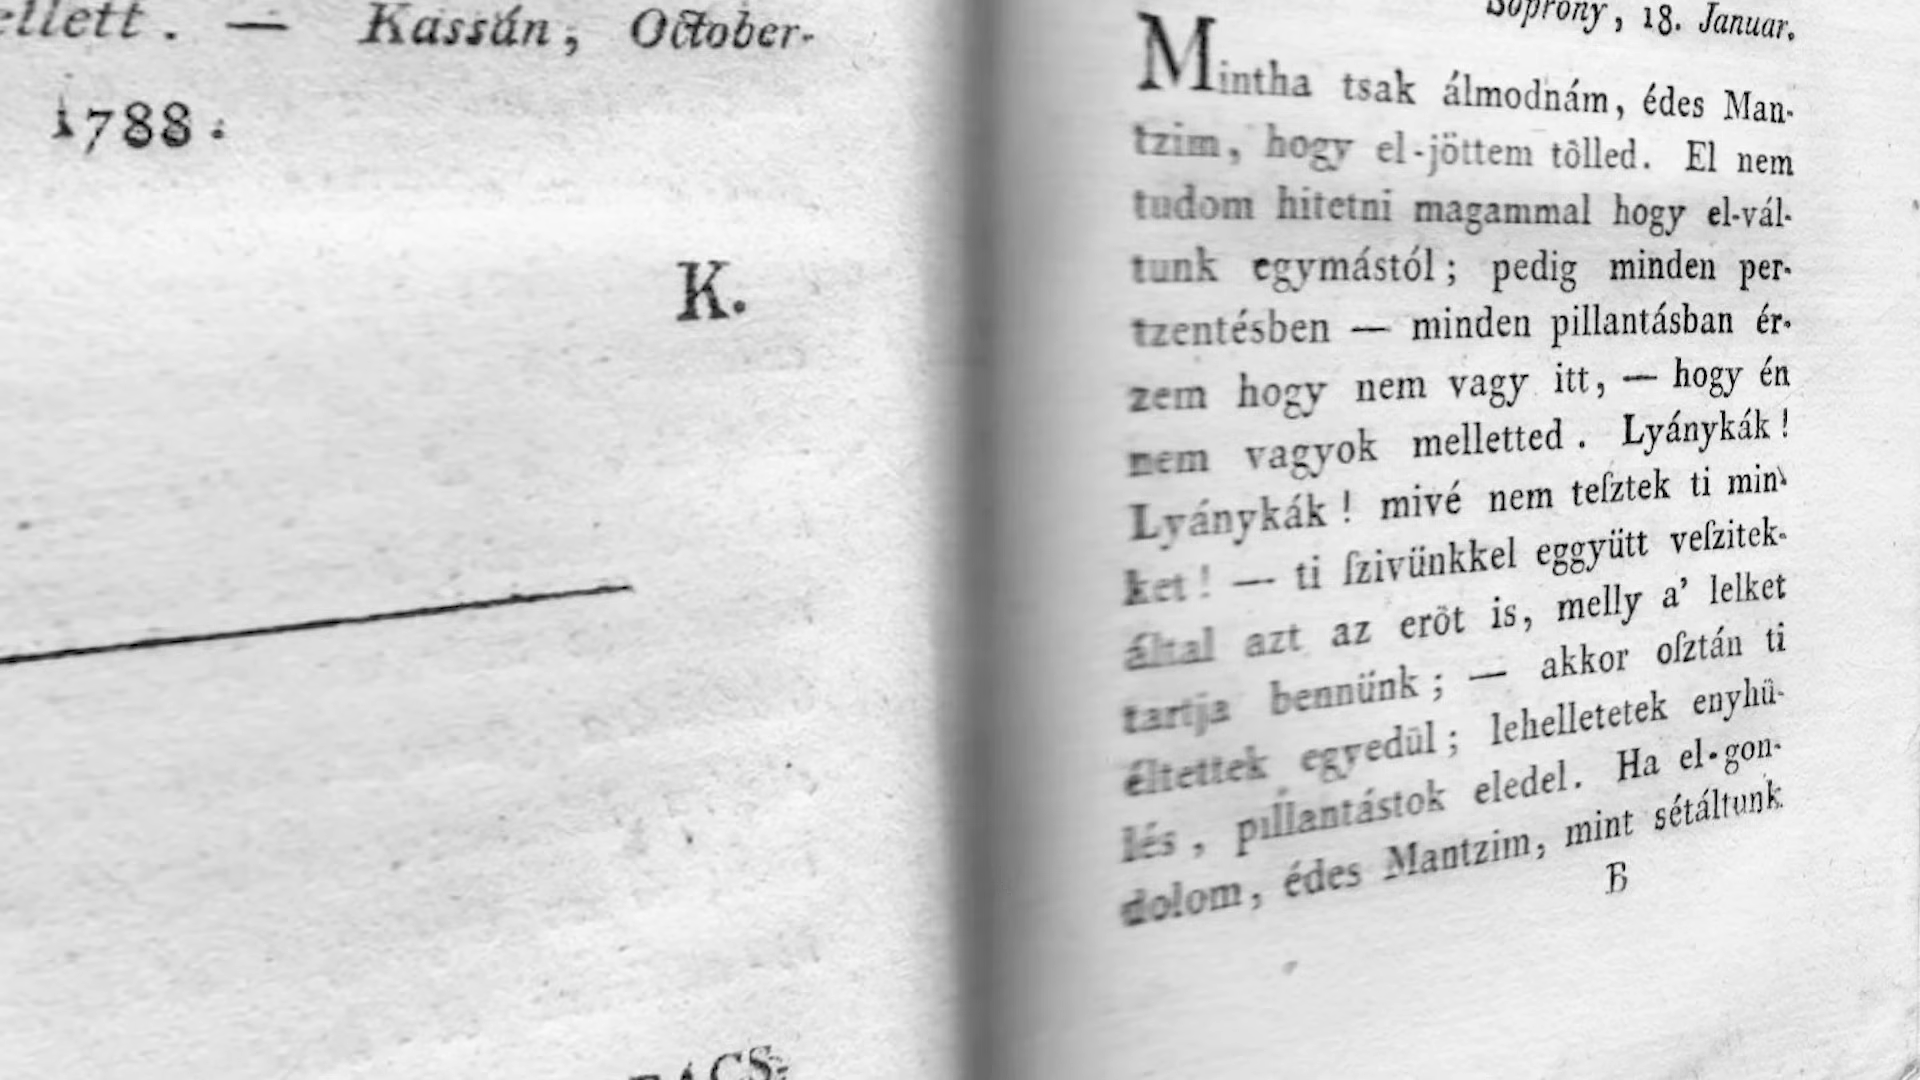 ellett. — Kassán, October-
1788.
K.
ACS-
Soprony, 18. Januar.
Mintha tsak álmodnám, édes Man-
tzim, hogy el-jöttem tőlled. El nem
tudom hitetni magammal hogy el-vál-
tunk egymástól; pedig minden per-
tzentésben — minden pillantásban ér-
zem hogy nem vagy itt, — hogy én
nem vagyok melletted. Lyánykák!
Lyánykák! mivé nem teſztek ti min-
ket! — ti ſzivünkkel eggyütt veſzitek-
által azt az erőt is, melly a' lelket
tartja bennünk; — akkor oſztán ti
éltettek egyedül; lehelletetek enyhü-
lés, pillantástok eledel. Ha el-gon-
dolom, édes Mantzim, mint sétáltunk
B